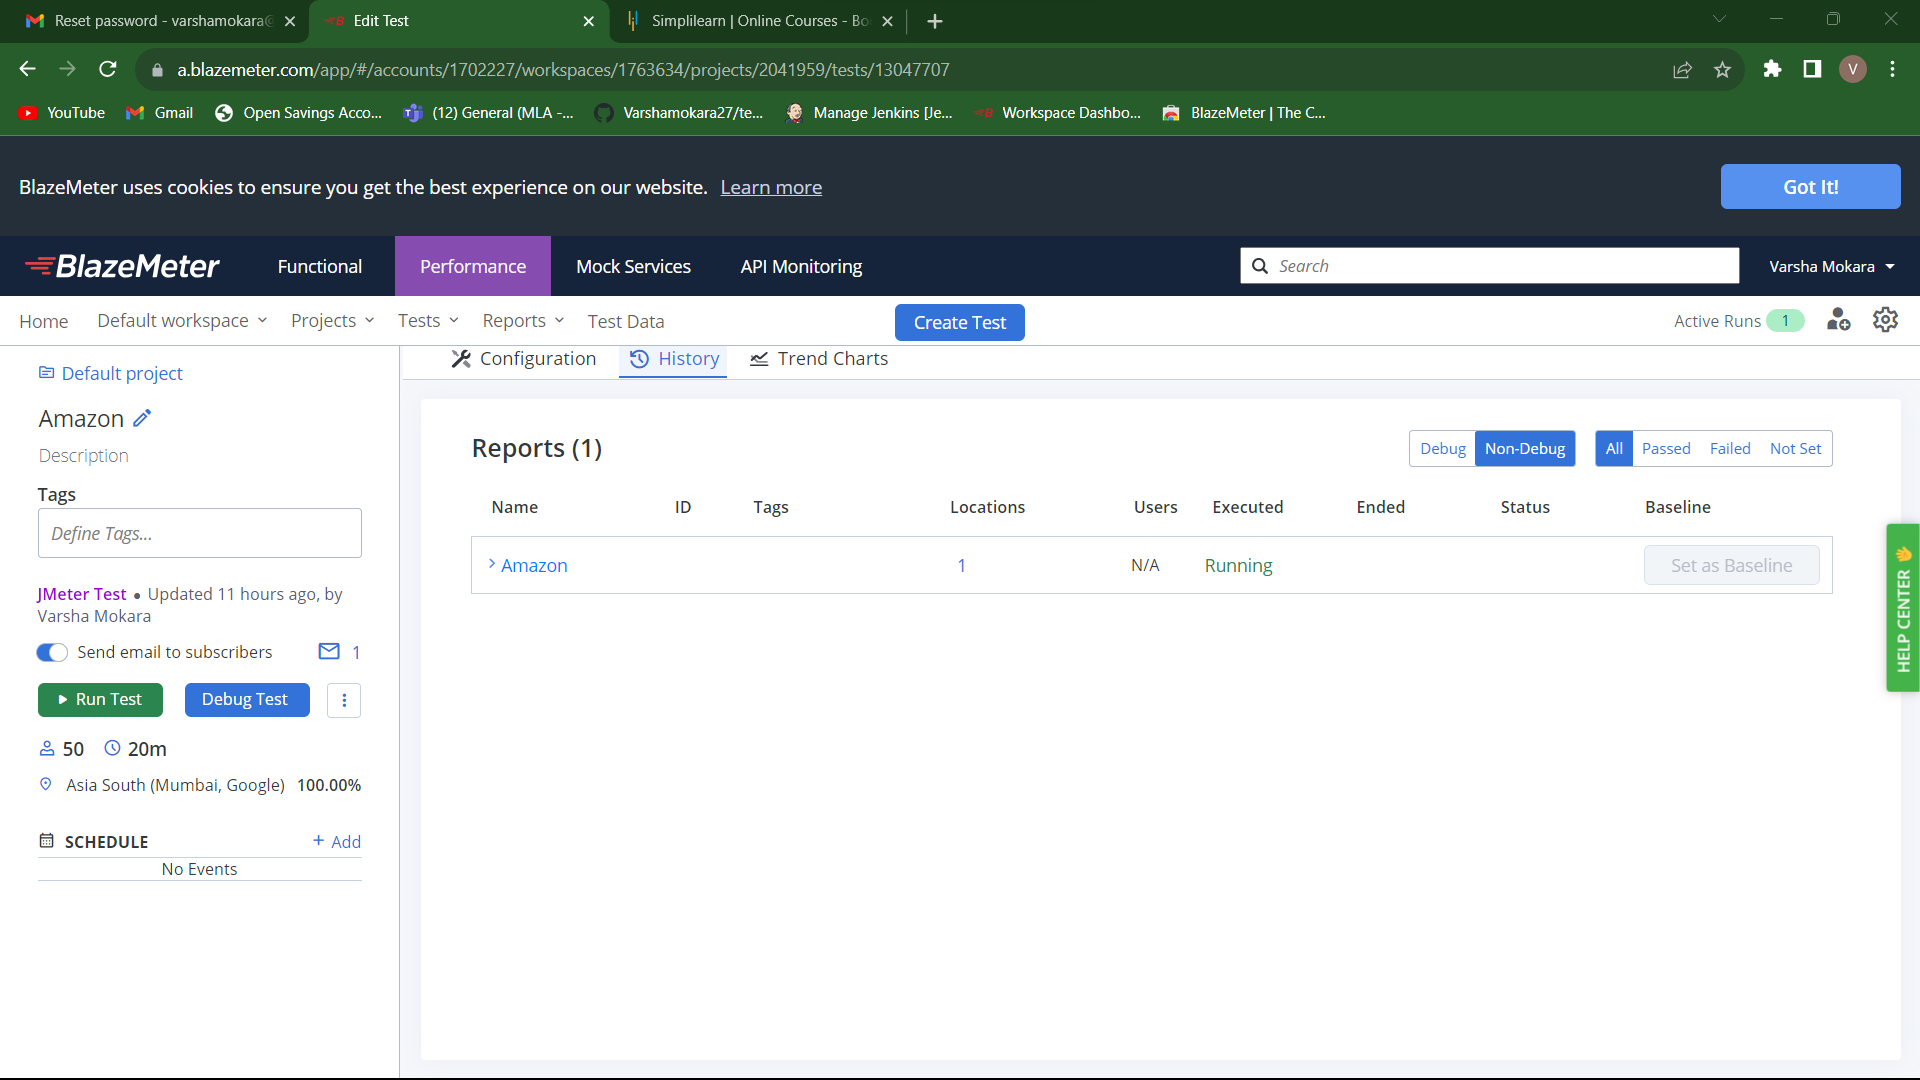 Reset password - varshamokara@
Edit Test
Simplilearn | Online Courses - Bo
a.blazemeter.com/app/#/accounts/1702227/workspaces/1763634/projects/2041959/tests/13047707
V
YouTube
Gmail
Open Savings Acco...
(12) General (MLA -...
Varshamokara27/te...
Manage Jenkins [Je...
Workspace Dashbo...
BlazeMeter | The C...
BlazeMeter uses cookies to ensure you get the best experience on our website. Learn more
Got It!
BlazeMeter
Functional
Performance
Mock Services
API Monitoring
Search
Varsha Mokara
Home
Default workspace
Projects
Tests
Reports
Test Data
Create Test
Active Runs 1
Default project
Amazon
Description
Tags
Define Tags...
JMeter Test • Updated 11 hours ago, by
Varsha Mokara
Send email to subscribers 1
Run Test
Debug Test
50 20m
Asia South (Mumbai, Google) 100.00%
SCHEDULE + Add
No Events
Configuration
History
Trend Charts
Reports (1)
Debug Non-Debug
All Passed Failed Not Set
Name ID Tags Locations Users Executed Ended Status Baseline
Amazon 1 N/A Running Set as Baseline
HELP CENTER